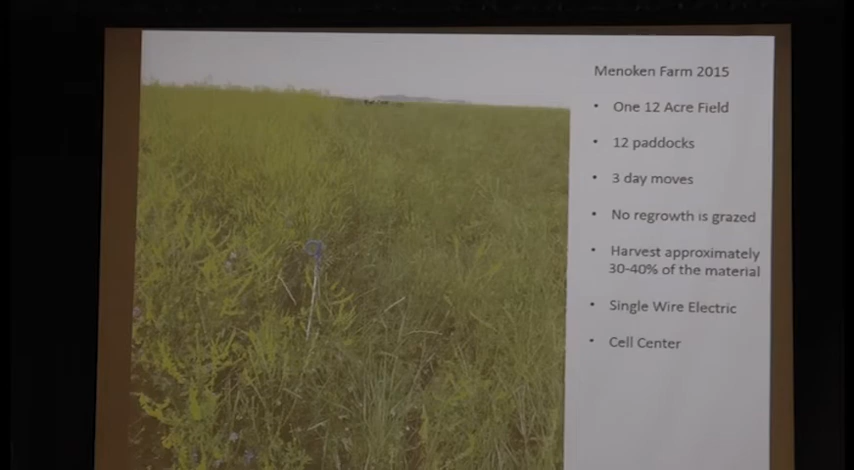 Menoken Farm 2015
• One 12 Acre Field
• 12 paddocks
• 3 day moves
• No regrowth is grazed
• Harvest approximately
30-40% of the material
• Single Wire Electric
• Cell Center